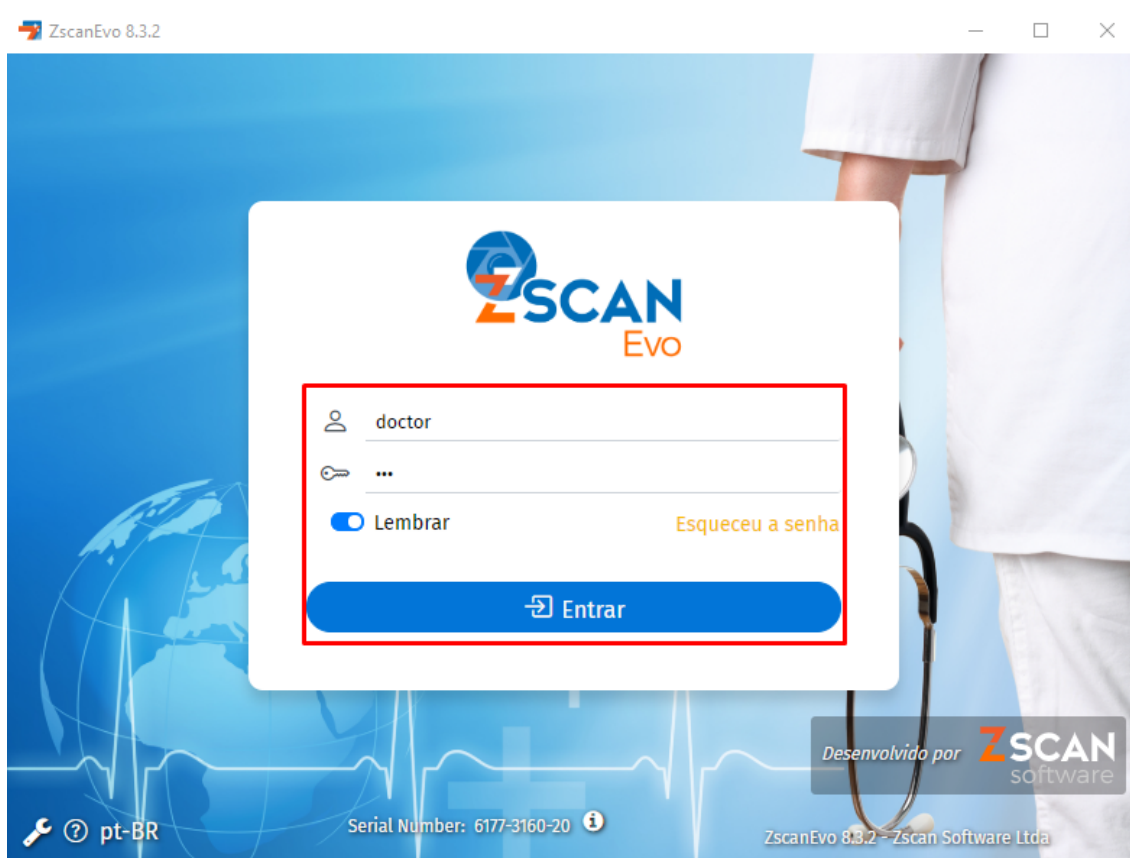 ZscanEvo 8.3.2
ZSCAN
Evo
doctor
•••
Lembrar
Esqueceu a senha
Entrar
Desenvolvido por ZSCAN
software
pt-BR
Serial Number: 6177-3160-20
ZscanEvo 8.3.2 - Zscan Software Ltda